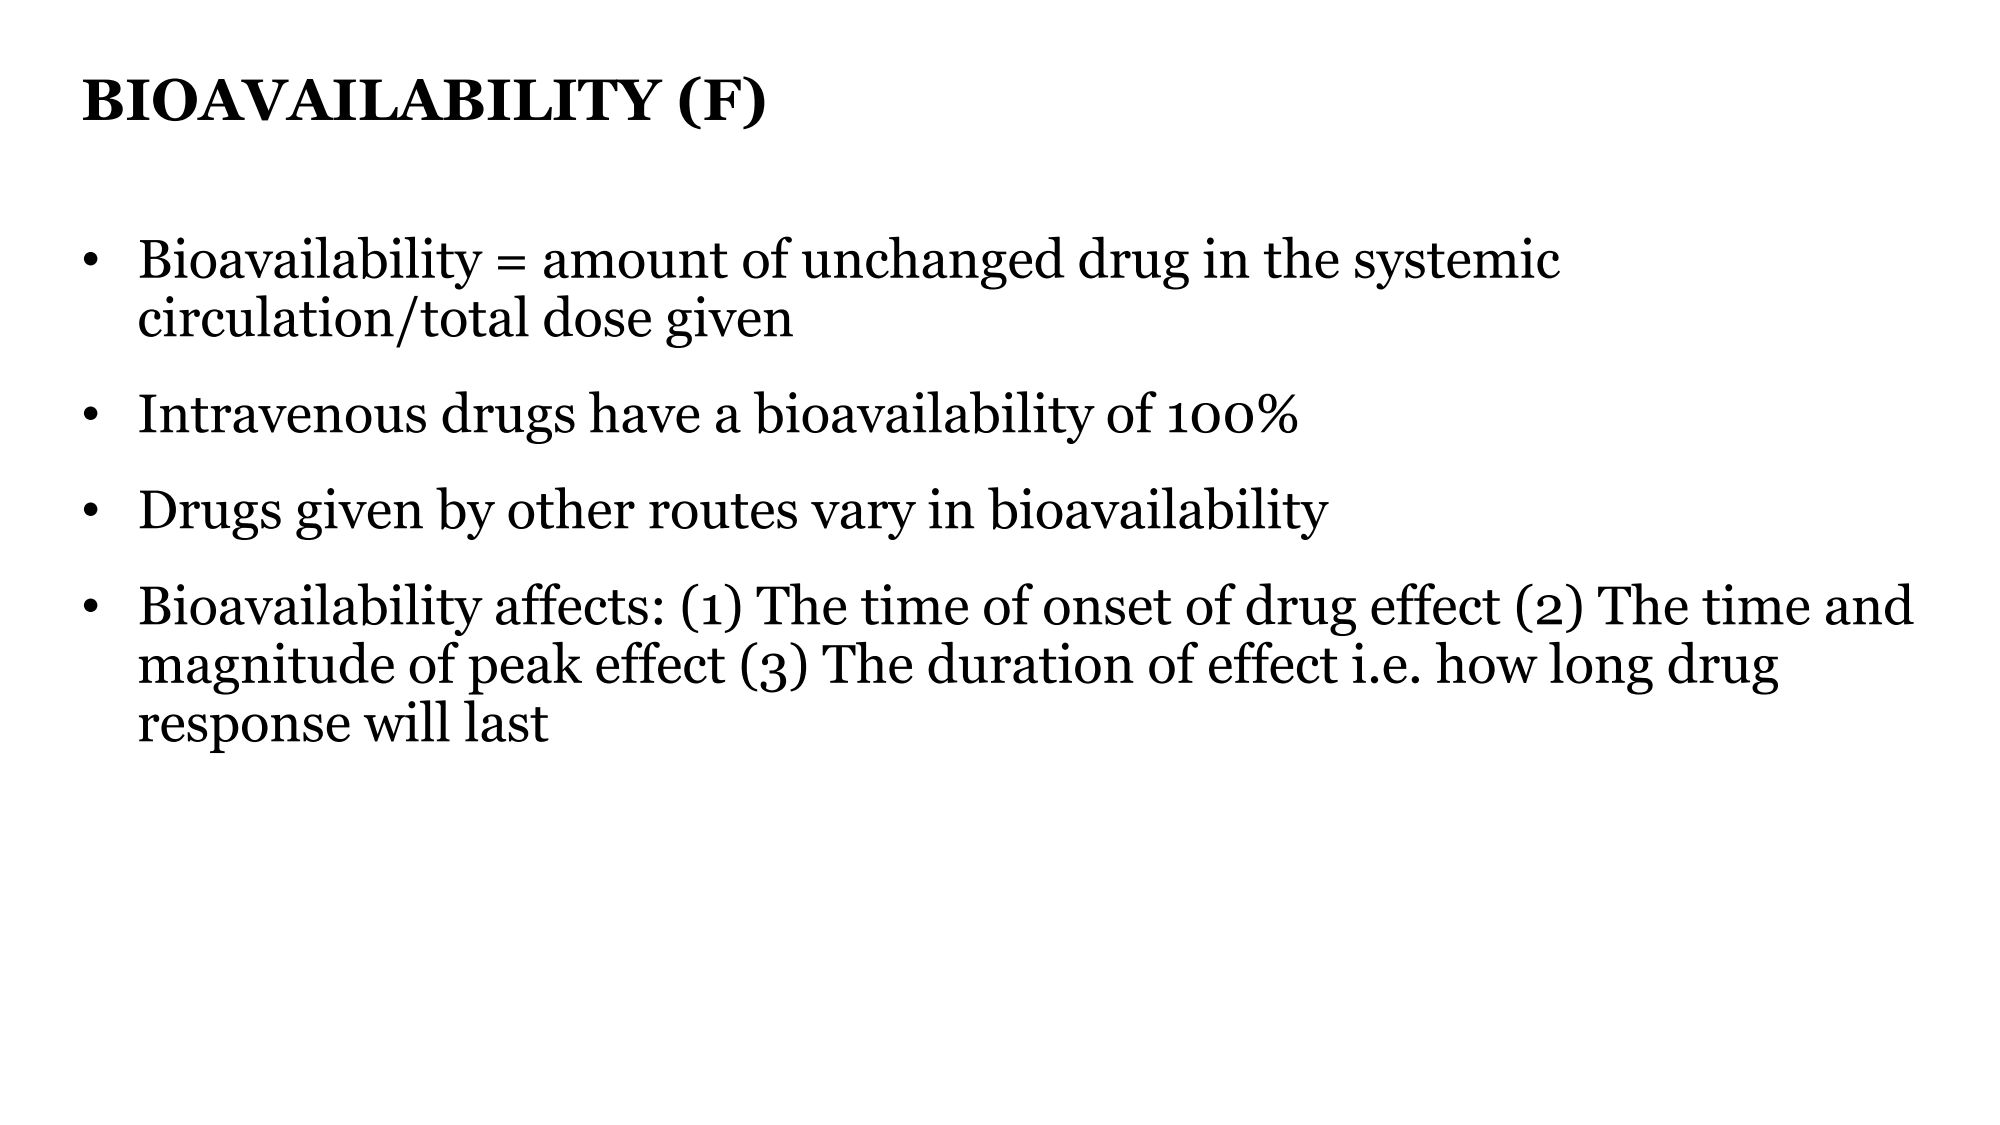 BIOAVAILABILITY (F)
• Bioavailability = amount of unchanged drug in the systemic
circulation/total dose given
• Intravenous drugs have a bioavailability of 100%
• Drugs given by other routes vary in bioavailability
• Bioavailability affects: (1) The time of onset of drug effect (2) The time and
magnitude of peak effect (3) The duration of effect i.e. how long drug
response will last